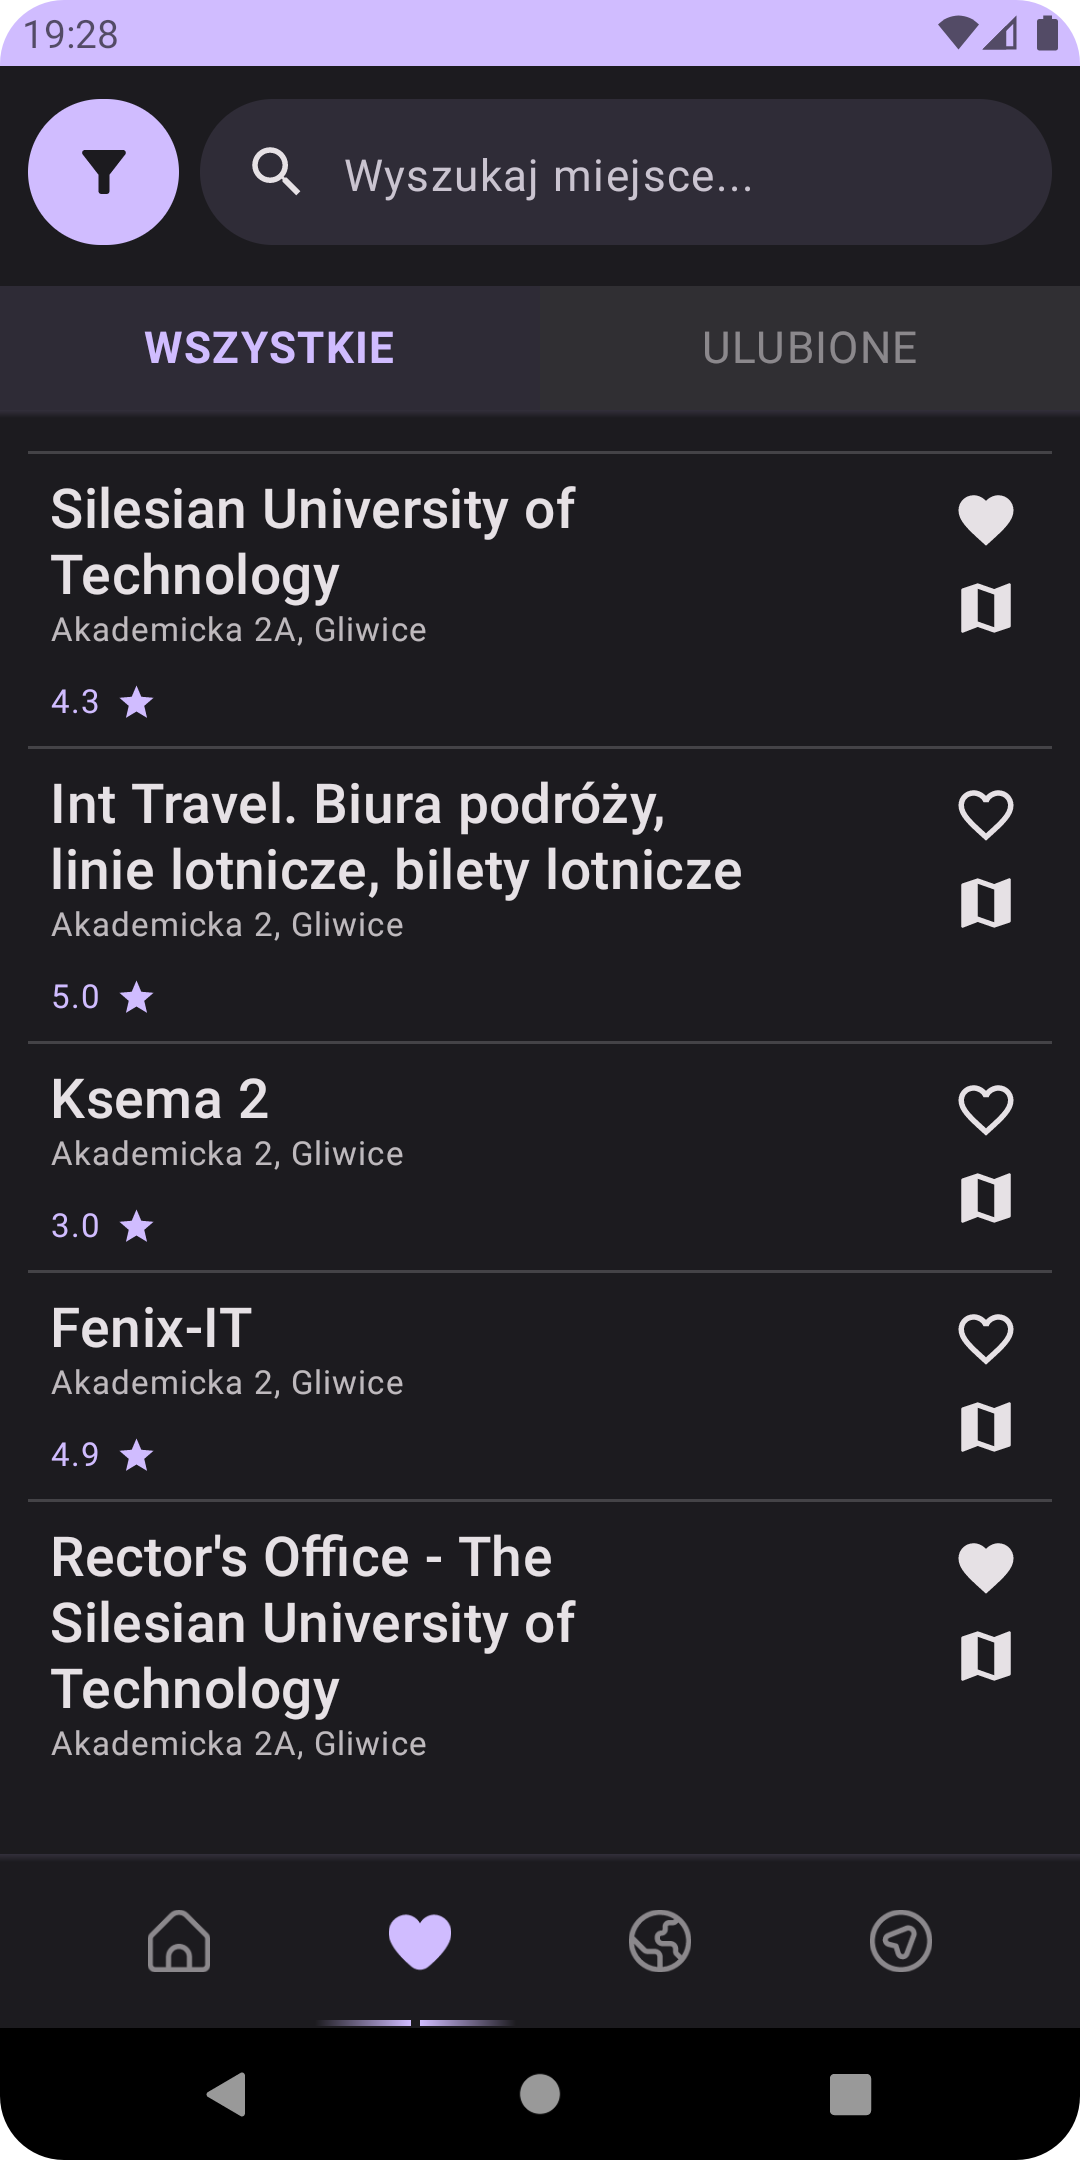 19:28
Wyszukaj miejsce...
WSZYSTKIE
ULUBIONE
Silesian University of
Technology
Akademicka 2A, Gliwice
4.3
Int Travel. Biura podróży,
linie lotnicze, bilety lotnicze
Akademicka 2, Gliwice
5.0
Ksema 2
Akademicka 2, Gliwice
3.0
Fenix-IT
Akademicka 2, Gliwice
4.9
Rector's Office - The
Silesian University of
Technology
Akademicka 2A, Gliwice